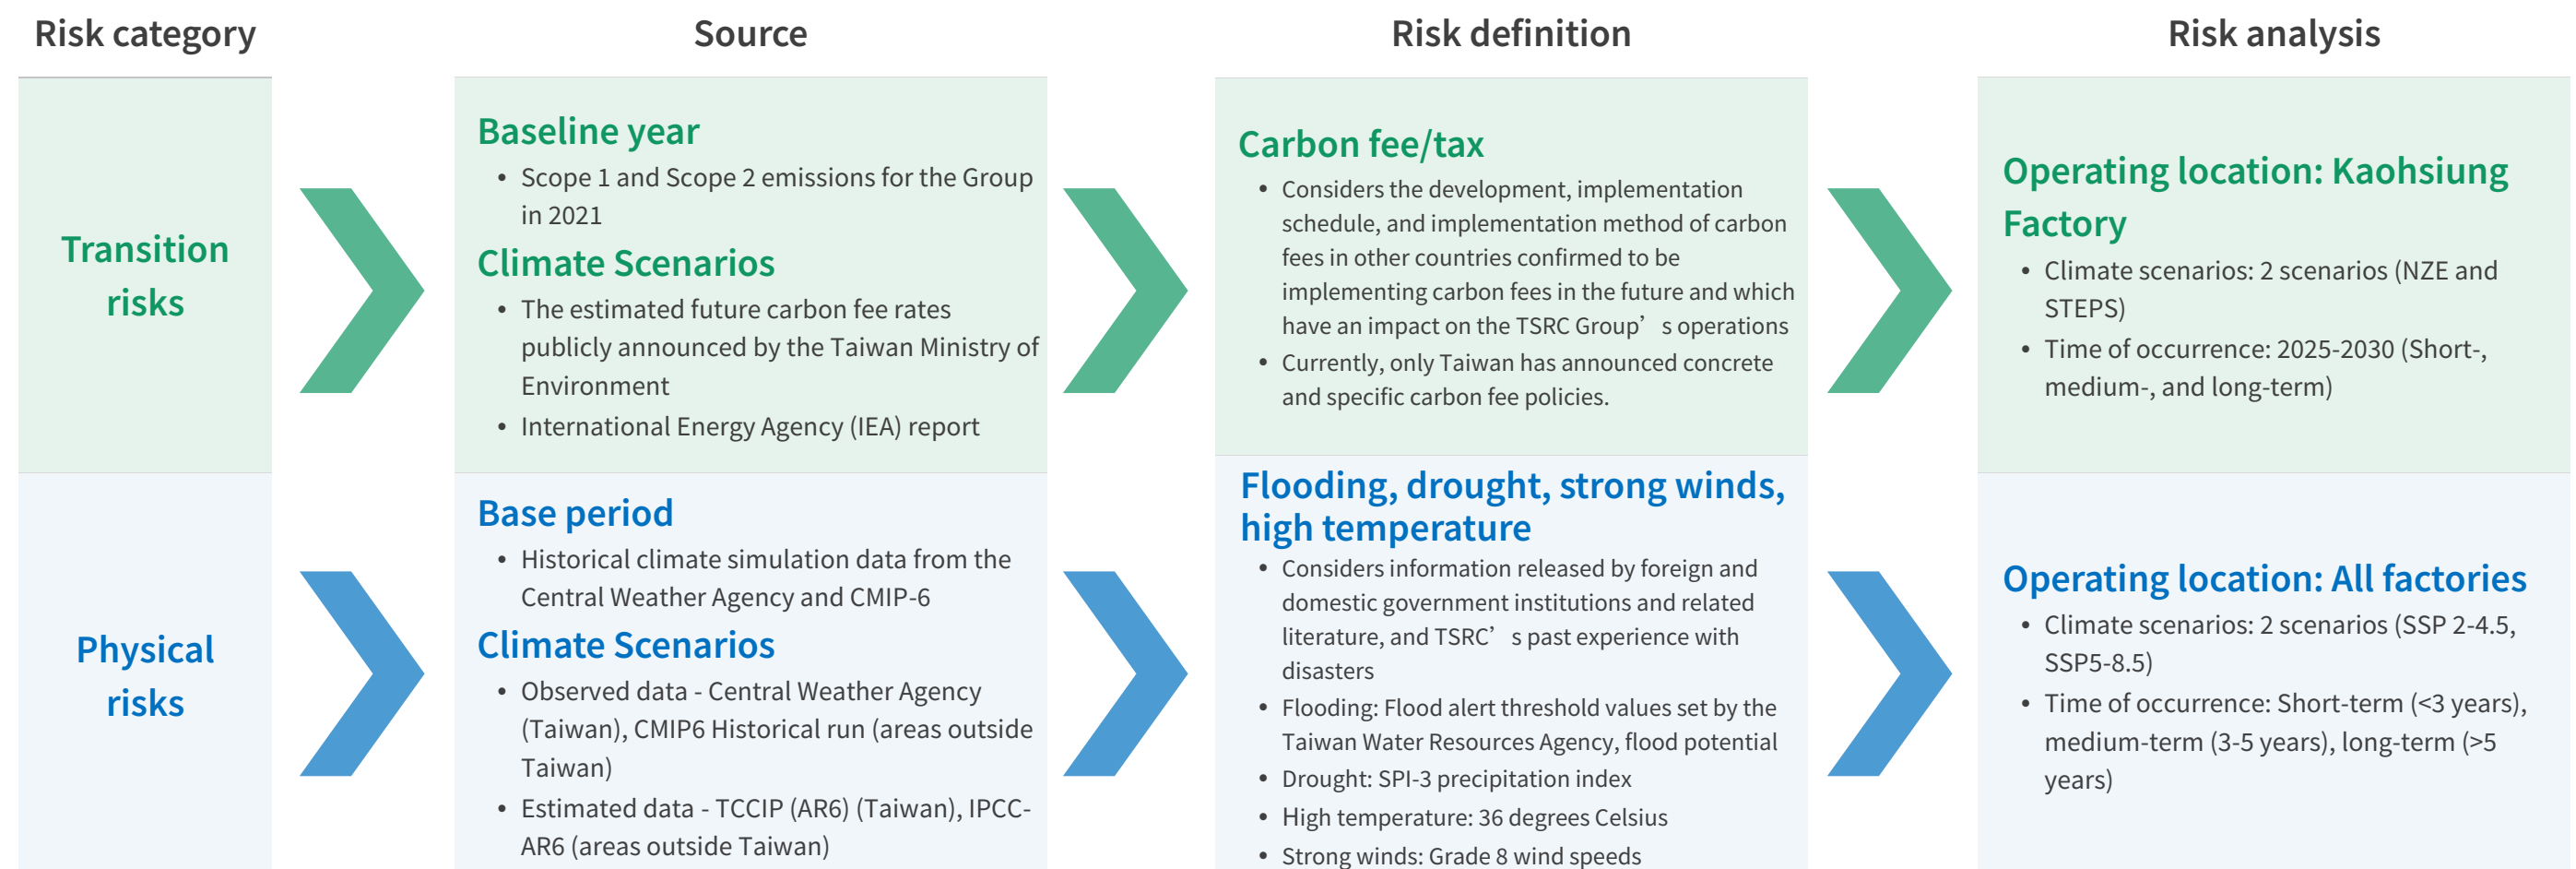 Risk category
Source
Risk definition
Risk analysis
Transition
risks
Baseline year
• Scope 1 and Scope 2 emissions for the Group
in 2021
Climate Scenarios
• The estimated future carbon fee rates
publicly announced by the Taiwan Ministry of
Environment
• International Energy Agency (IEA) report
Carbon fee/tax
• Considers the development, implementation
schedule, and implementation method of carbon
fees in other countries confirmed to be
implementing carbon fees in the future and which
have an impact on the TSRC Group’s operations
• Currently, only Taiwan has announced concrete
and specific carbon fee policies.
Operating location: Kaohsiung
Factory
• Climate scenarios: 2 scenarios (NZE and
STEPS)
• Time of occurrence: 2025-2030 (Short-,
medium-, and long-term)
Physical
risks
Base period
• Historical climate simulation data from the
Central Weather Agency and CMIP-6
Climate Scenarios
• Observed data - Central Weather Agency
(Taiwan), CMIP6 Historical run (areas outside
Taiwan)
• Estimated data - TCCIP (AR6) (Taiwan), IPCC-
AR6 (areas outside Taiwan)
Flooding, drought, strong winds,
high temperature
• Considers information released by foreign and
domestic government institutions and related
literature, and TSRC’s past experience with
disasters
• Flooding: Flood alert threshold values set by the
Taiwan Water Resources Agency, flood potential
• Drought: SPI-3 precipitation index
• High temperature: 36 degrees Celsius
• Strong winds: Grade 8 wind speeds
Operating location: All factories
• Climate scenarios: 2 scenarios (SSP 2-4.5,
SSP5-8.5)
• Time of occurrence: Short-term (<3 years),
medium-term (3-5 years), long-term (>5
years)